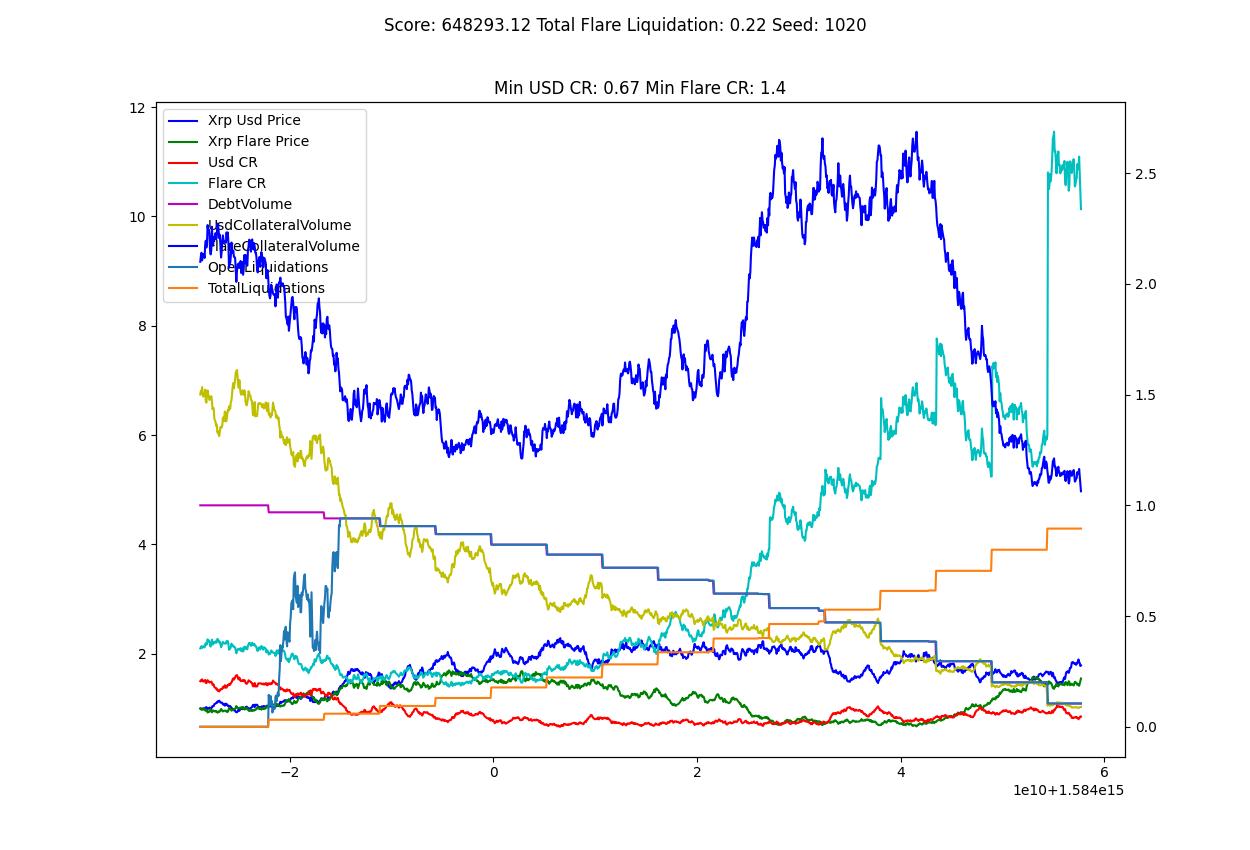 Score: 648293.12 Total Flare Liquidation: 0.22 Seed: 1020
Min USD CR: 0.67 Min Flare CR: 1.4
12
10
8
6
4
2
Xrp Usd Price
Xrp Flare Price
Usd CR
Flare CR
DebtVolume
UsdCollateralVolume
FlareCollateralVolume
OpenLiquidations
TotalLiquidations
2.5
2.0
1.5
1.0
0.5
0.0
−2 0 2 4 6
1e10+1.584e15